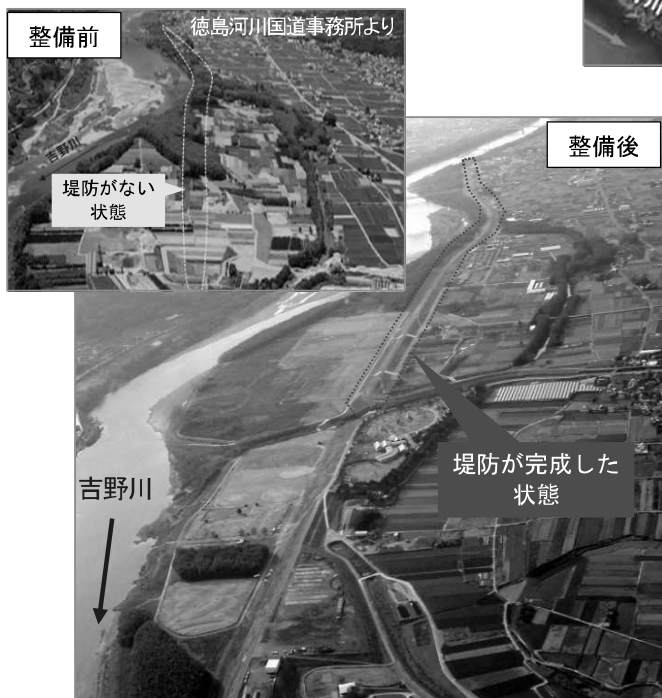 整備前
徳島河川国道事務所より
吉野川
堤防がない
状態
整備後
堤防が完成した
状態
吉野川